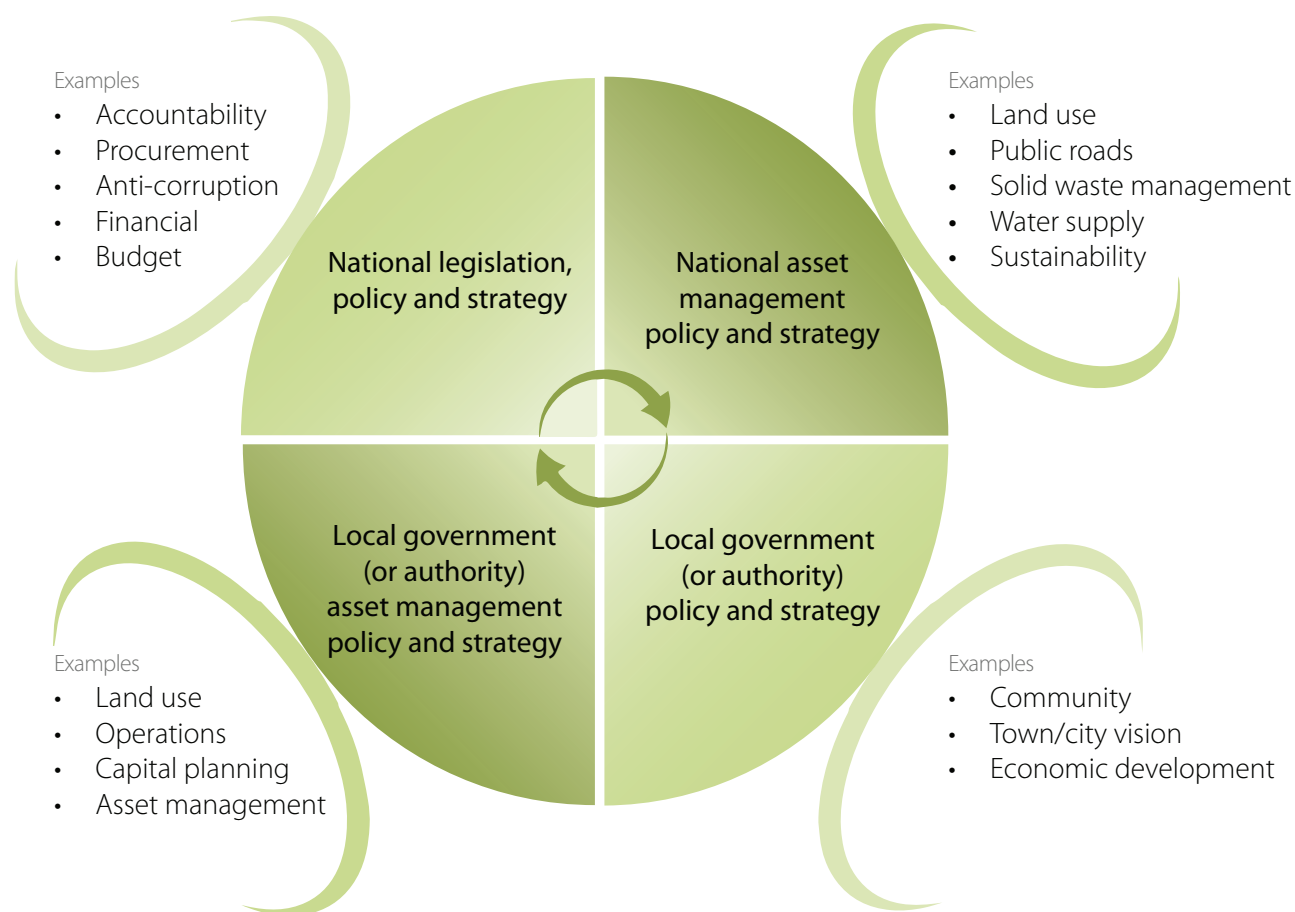 Examples
• Accountability
• Procurement
• Anti-corruption
• Financial
• Budget
Examples
• Land use
• Public roads
• Solid waste management
• Water supply
• Sustainability
National legislation,
policy and strategy
National asset
management
policy and strategy
Local government
(or authority)
asset management
policy and strategy
Local government
(or authority)
policy and strategy
Examples
• Land use
• Operations
• Capital planning
• Asset management
Examples
• Community
• Town/city vision
• Economic development